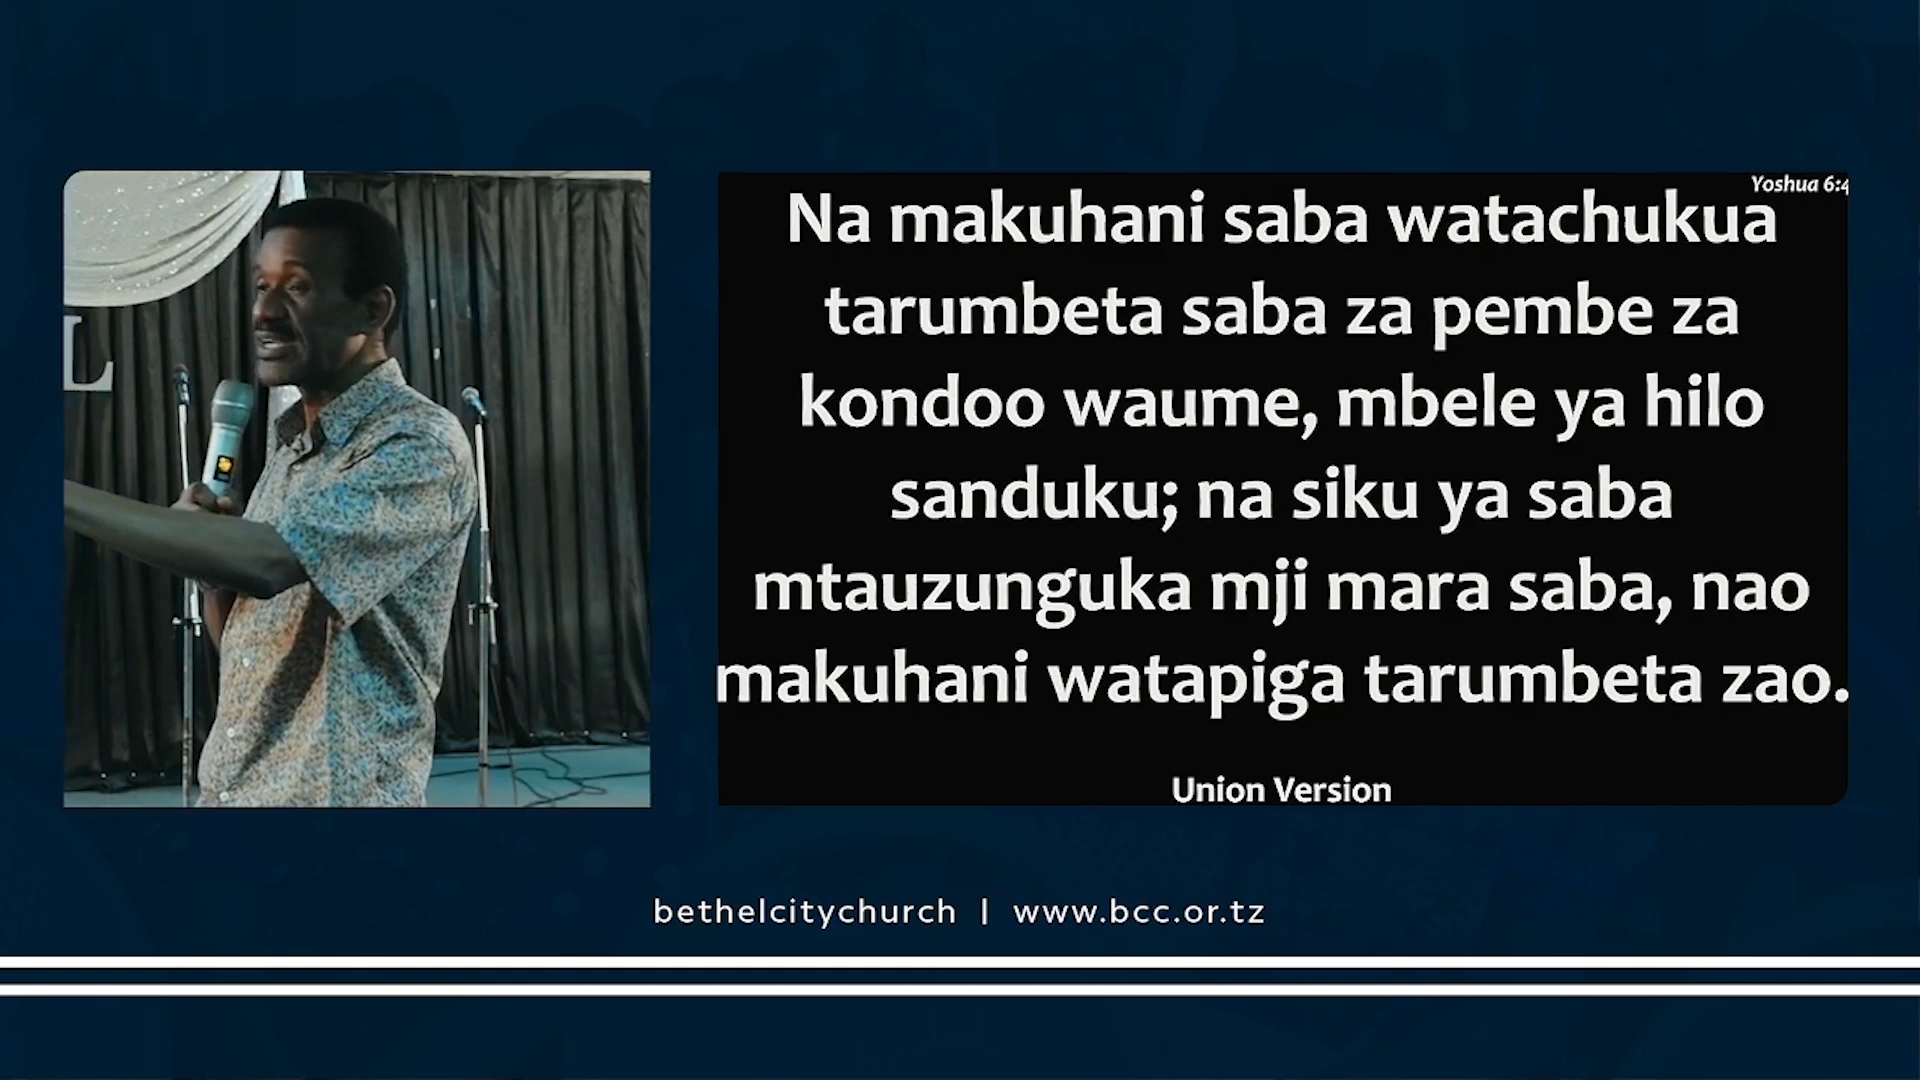 L
Yoshua 6:4
Na makuhani saba watachukua
tarumbeta saba za pembe za
kondoo waume, mbele ya hilo
sanduku; na siku ya saba
mtauzunguka mji mara saba, nao
makuhani watapiga tarumbeta zao.
Union Version
bethelcitychurch | www.bcc.or.tz